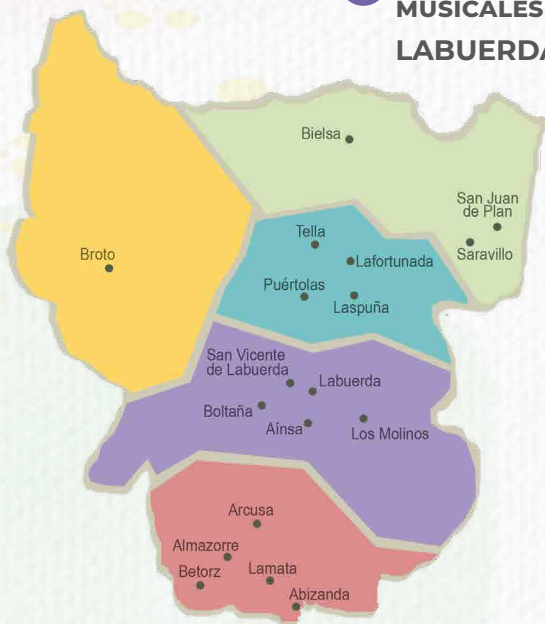 MUSICALES
LABUERDA
Bielsa
San Juan
de Plan
Saravillo
Broto
Tella
Lafortunada
Puértolas
Laspuña
San Vicente
de Labuerda
Labuerda
Boltaña
Aínsa
Los Molinos
Arcusa
Almazorre
Betorz
Lamata
Abizanda